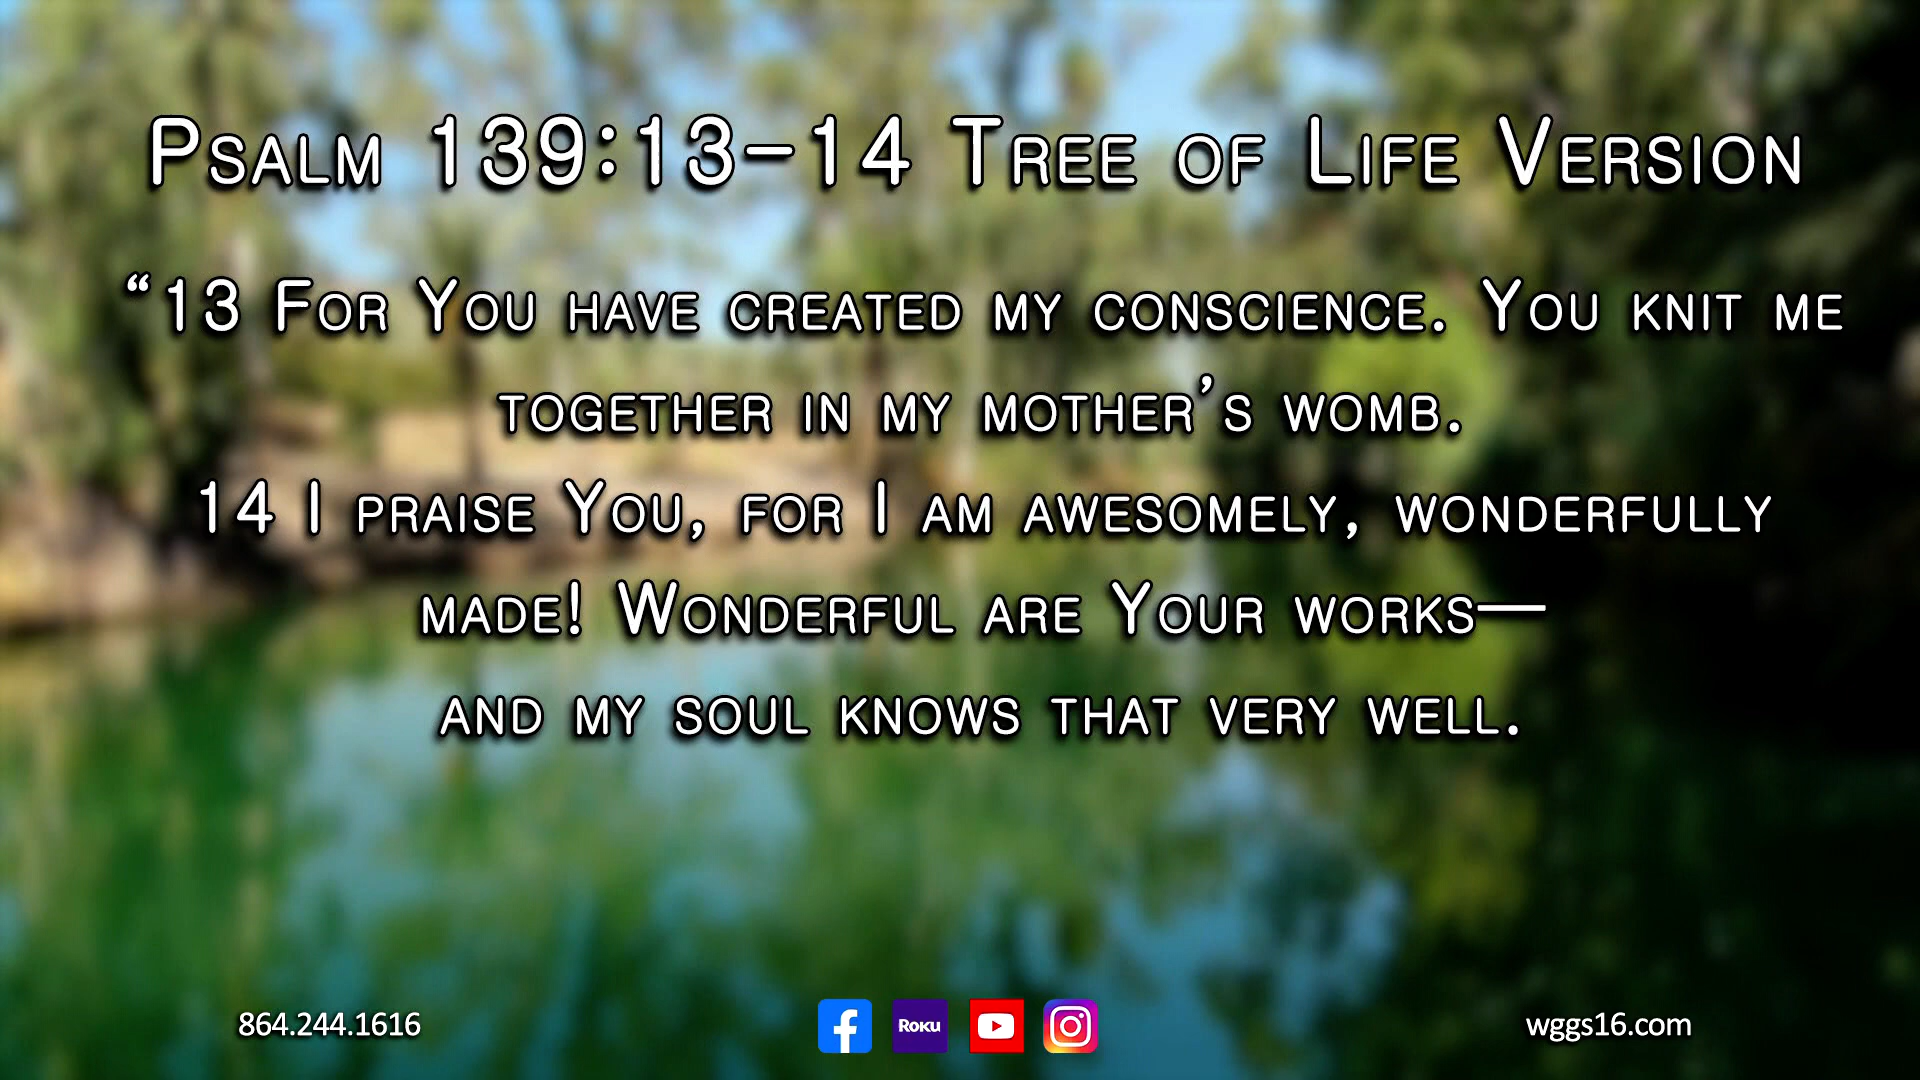 Psalm 139:13-14 Tree of Life Version
“13 For You have created my conscience. You knit me
together in my mother’s womb.
14 I praise You, for I am awesomely, wonderfully
made! Wonderful are Your works—
and my soul knows that very well.
864.244.1616
Roku
wggs16.com